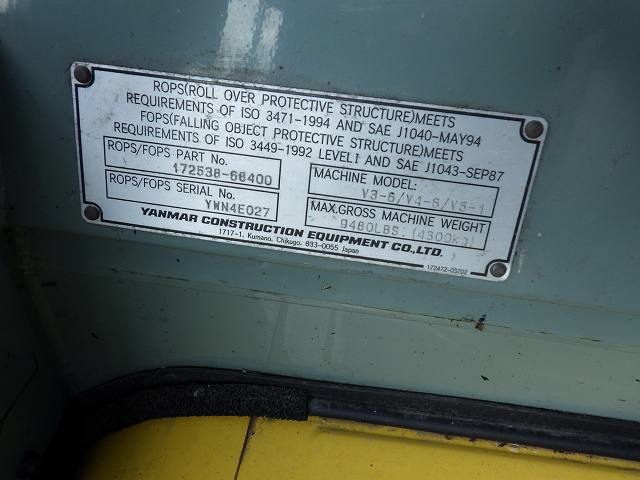 ROPS(ROLL OVER PROTECTIVE STRUCTURE)MEETS
REQUIREMENTS OF ISO 3471-1994 AND SAE J1040-MAY94
FOPS(FALLING OBJECT PROTECTIVE STRUCTURE)MEETS
REQUIREMENTS OF ISO 3449-1992 LEVEL I AND SAE J1043-SEP87
ROPS/FOPS PART No.
172538-66400
ROPS/FOPS SERIAL No.
YWN4E027
MACHINE MODEL:
V3-6/V4-6/V5-1
MAX.GROSS MACHINE WEIGHT
9480LBS (4300kg)
YANMAR CONSTRUCTION EQUIPMENT CO.,LTD.
1717-1, Kumano, Chikugo, 833-0055 Japan
172472-03202